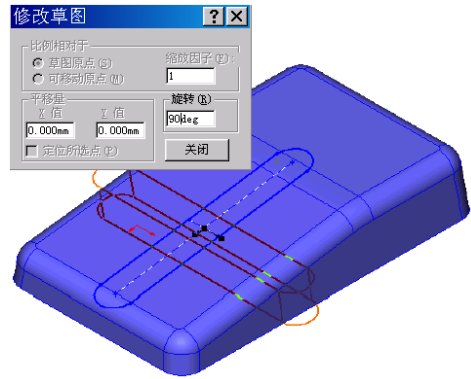 修改草图
比例相对于
草图原点(S)
可移动原点(M)
缩放因子(F):
1
平移量
X 值
Y 值
0.000mm
0.000mm
定位所选点(P)
旋转(R)
90deg
关闭